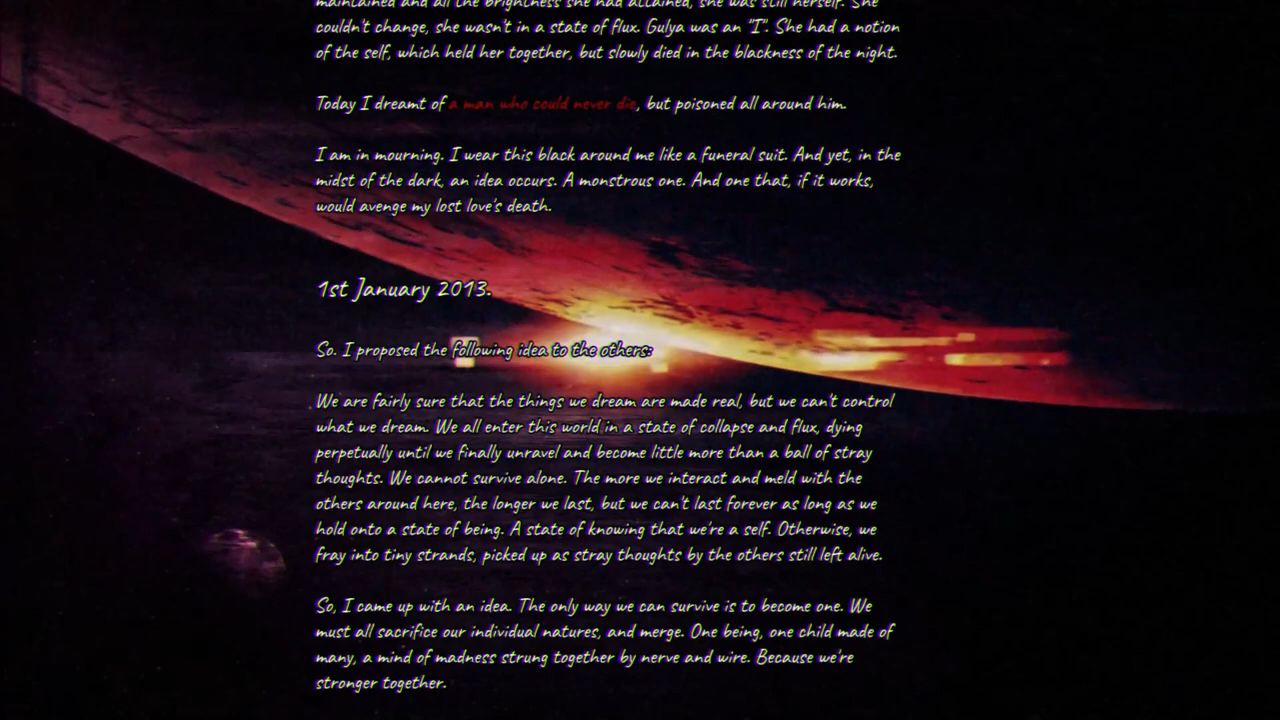 maintained and all the brightness she had attained, she was still herself. She
couldn't change, she wasn't in a state of flux. Gulya was an "I". She had a notion
of the self, which held her together, but slowly died in the blackness of the night.
Today I dreamt of a man who could never die, but poisoned all around him.
I am in mourning. I wear this black around me like a funeral suit. And yet, in the
midst of the dark, an idea occurs. A monstrous one. And one that, if it works,
would avenge my lost love's death.
1st January 2013.
So. I proposed the following idea to the others:
We are fairly sure that the things we dream are made real, but we can't control
what we dream. We all enter this world in a state of collapse and flux, dying
perpetually until we finally unravel and become little more than a ball of stray
thoughts. We cannot survive alone. The more we interact and meld with the
others around here, the longer we last, but we can't last forever as long as we
hold onto a state of being. A state of knowing that we're a self. Otherwise, we
fray into tiny strands, picked up as stray thoughts by the others still left alive.
So, I came up with an idea. The only way we can survive is to become one. We
must all sacrifice our individual natures, and merge. One being, one child made of
many, a mind of madness strung together by nerve and wire. Because we're
stronger together.